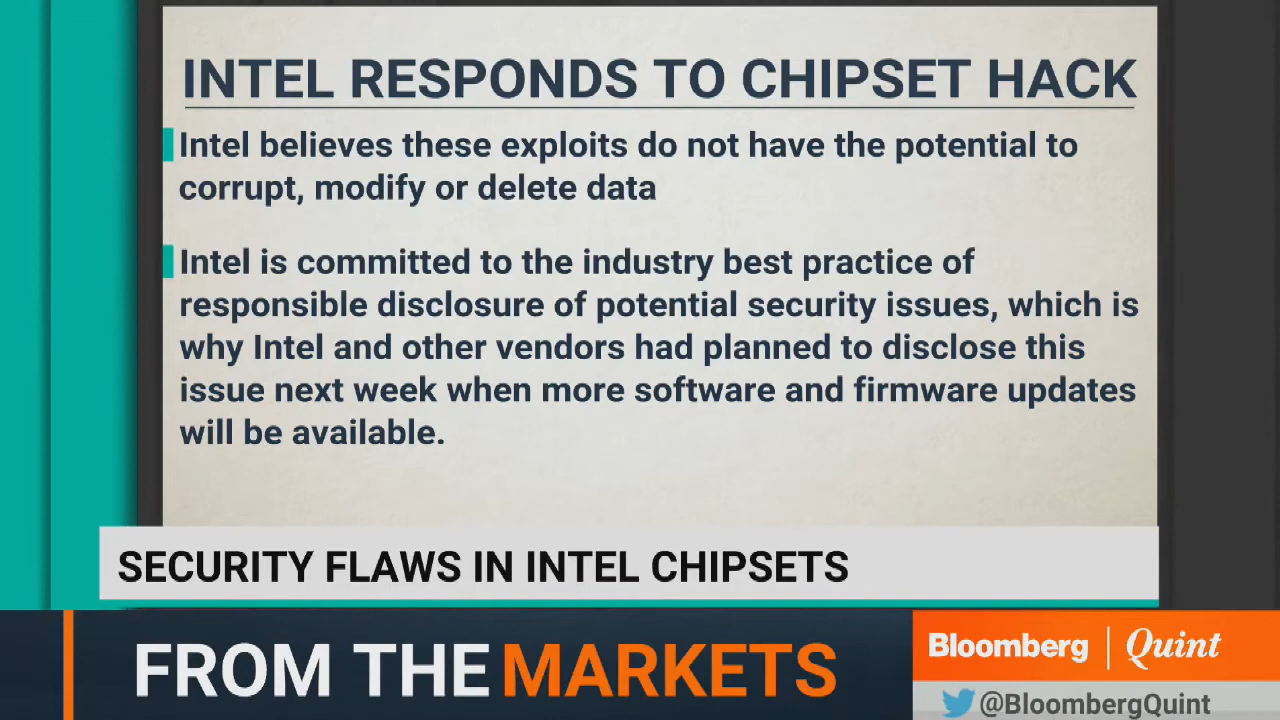 INTEL RESPONDS TO CHIPSET HACK
Intel believes these exploits do not have the potential to
corrupt, modify or delete data
Intel is committed to the industry best practice of
responsible disclosure of potential security issues, which is
why Intel and other vendors had planned to disclose this
issue next week when more software and firmware updates
will be available.
SECURITY FLAWS IN INTEL CHIPSETS
FROM THE MARKETS
Bloomberg | Quint
@BloombergQuint